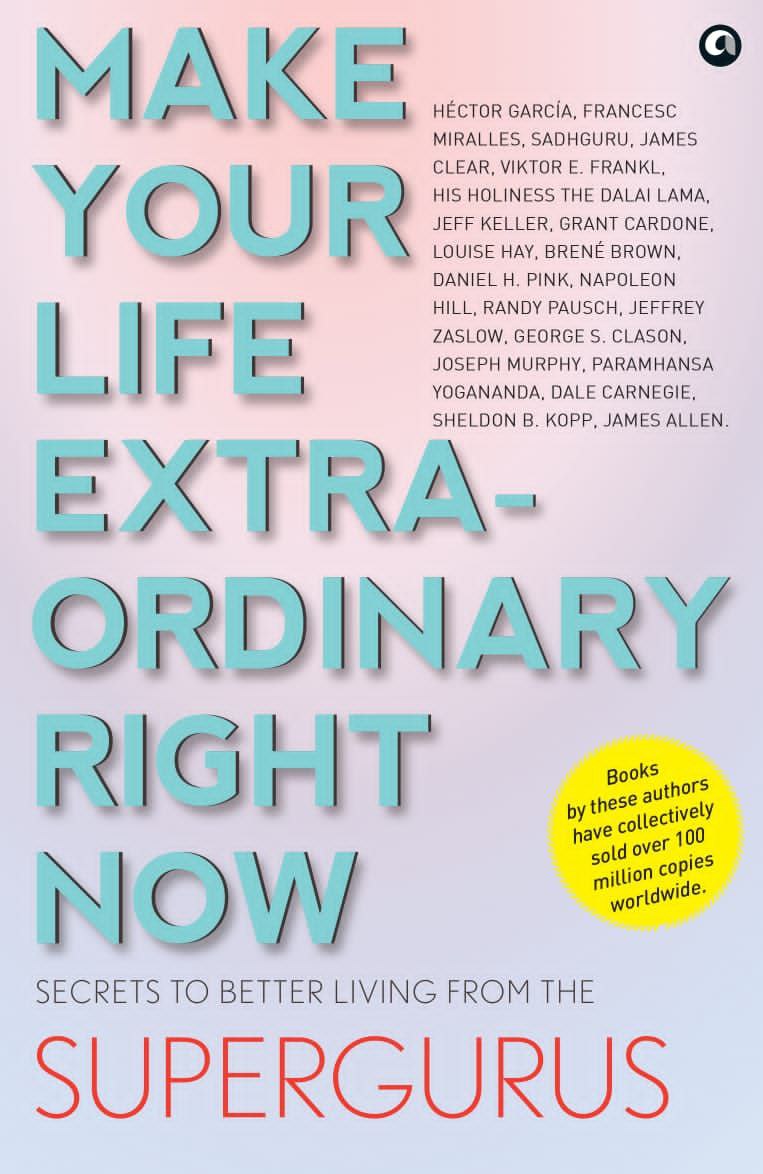 MAKE
YOUR
LIFE
EXTRA-
ORDINARY
RIGHT
NOW
HÉCTOR GARCÍA, FRANCESC
MIRALLES, SADHGURU, JAMES
CLEAR, VIKTOR E. FRANKL,
HIS HOLINESS THE DALAI LAMA,
JEFF KELLER, GRANT CARDONE,
LOUISE HAY, BRENÉ BROWN,
DANIEL H. PINK, NAPOLEON
HILL, RANDY PAUSCH, JEFFREY
ZASLOW, GEORGE S. CLASON,
JOSEPH MURPHY, PARAMHANSA
YOGANANDA, DALE CARNEGIE,
SHELDON B. KOPP, JAMES ALLEN.
Books
by these authors
have collectively
sold over 100
million copies
worldwide.
SECRETS TO BETTER LIVING FROM THE
SUPERGURUS